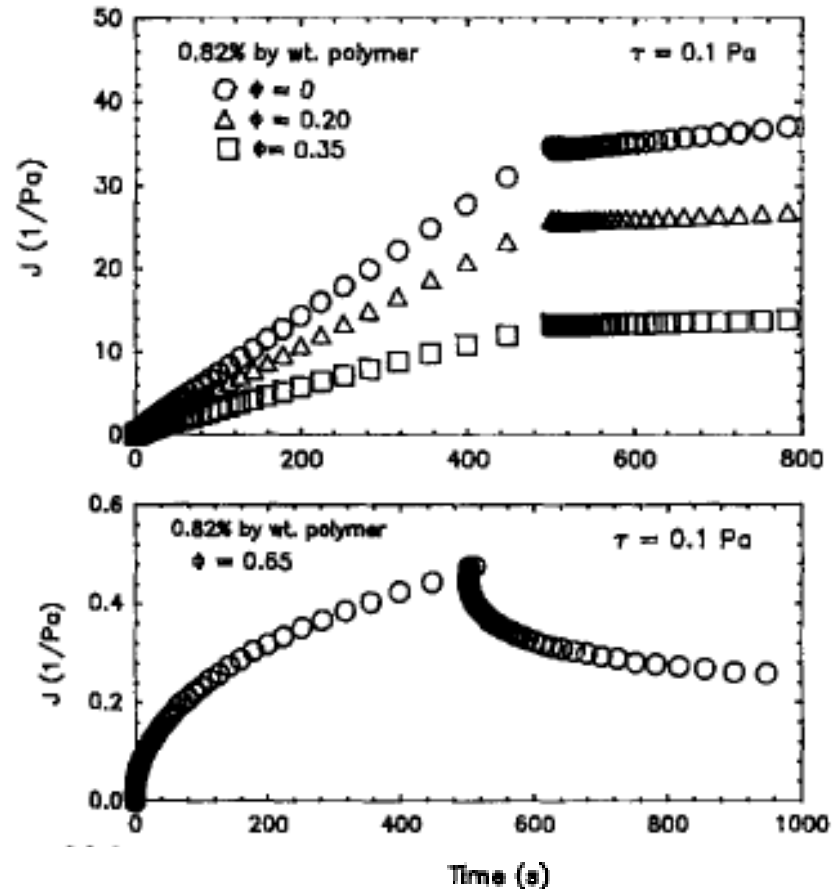 50
0.82% by wt. polymer τ = 0.1 Pa
ϕ = 0
40
ϕ = 0.20
ϕ = 0.35
30
J (1/Pa)
20
10
0
0 200 400 600 800
0.6
0.82% by wt. polymer τ = 0.1 Pa
ϕ = 0.65
0.4
J (1/Pa)
0.2
0.0
0 200 400 600 800 1000
Time (s)